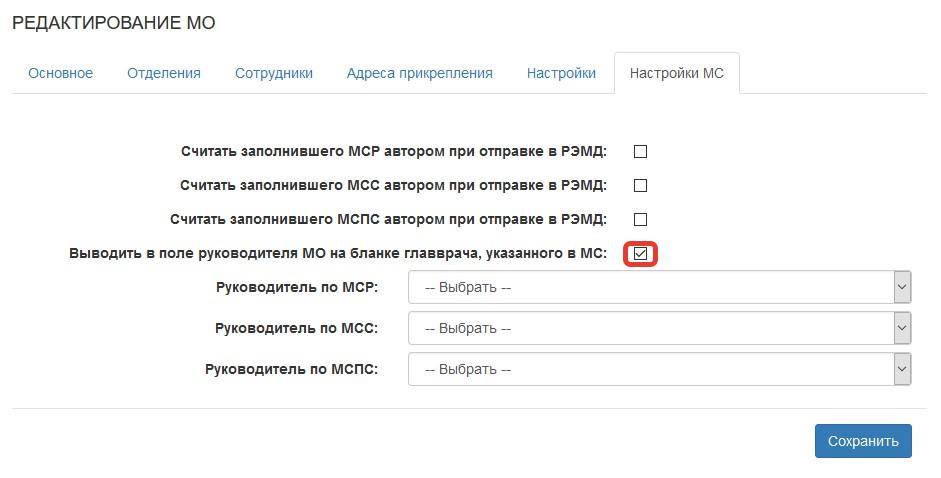 РЕДАКТИРОВАНИЕ МО
Основное Отделения Сотрудники Адреса прикрепления Настройки Настройки МС
Считать заполнившего МСР автором при отправке в РЭМД:
Считать заполнившего МСС автором при отправке в РЭМД:
Считать заполнившего МСПС автором при отправке в РЭМД:
Выводить в поле руководителя МО на бланке главврача, указанного в МС:
Руководитель по МСР: -- Выбрать --
Руководитель по МСС: -- Выбрать --
Руководитель по МСПС: -- Выбрать --
Сохранить